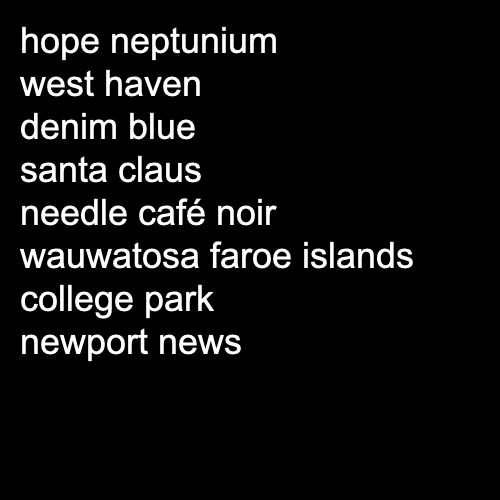 hope neptunium
west haven
denim blue
santa claus
needle café noir
wauwatosa faroe islands
college park
newport news